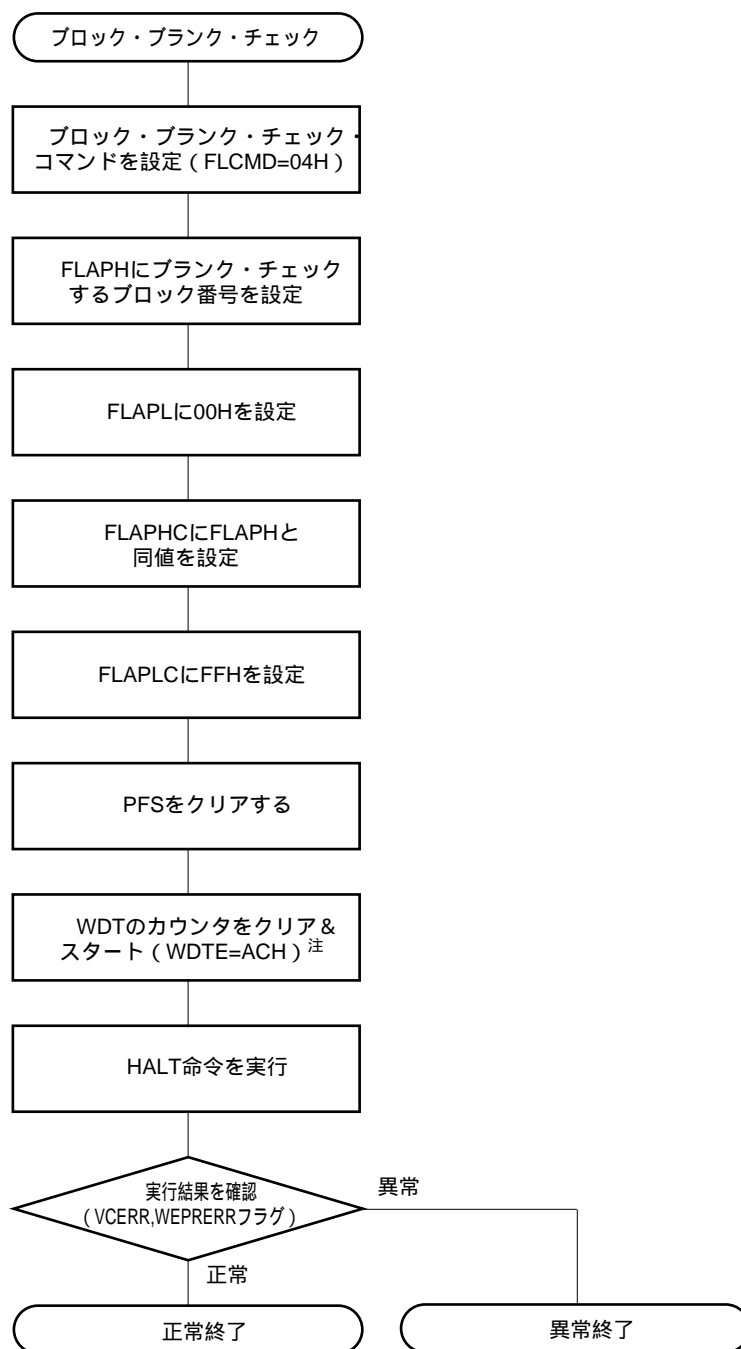 ブロック・ブランク・チェック
ブロック・ブランク・チェック・
コマンドを設定(FLCMD=04H)
FLAPHにブランク・チェック
するブロック番号を設定
FLAPLに00Hを設定
FLAPHCにFLAPHと
同値を設定
FLAPLCにFFHを設定
PFSをクリアする
WDTのカウンタをクリア&
スタート(WDTE=ACH)注
HALT命令を実行
実行結果を確認
(VCERR,WEPRERRフラグ)
異常
正常
正常終了
異常終了